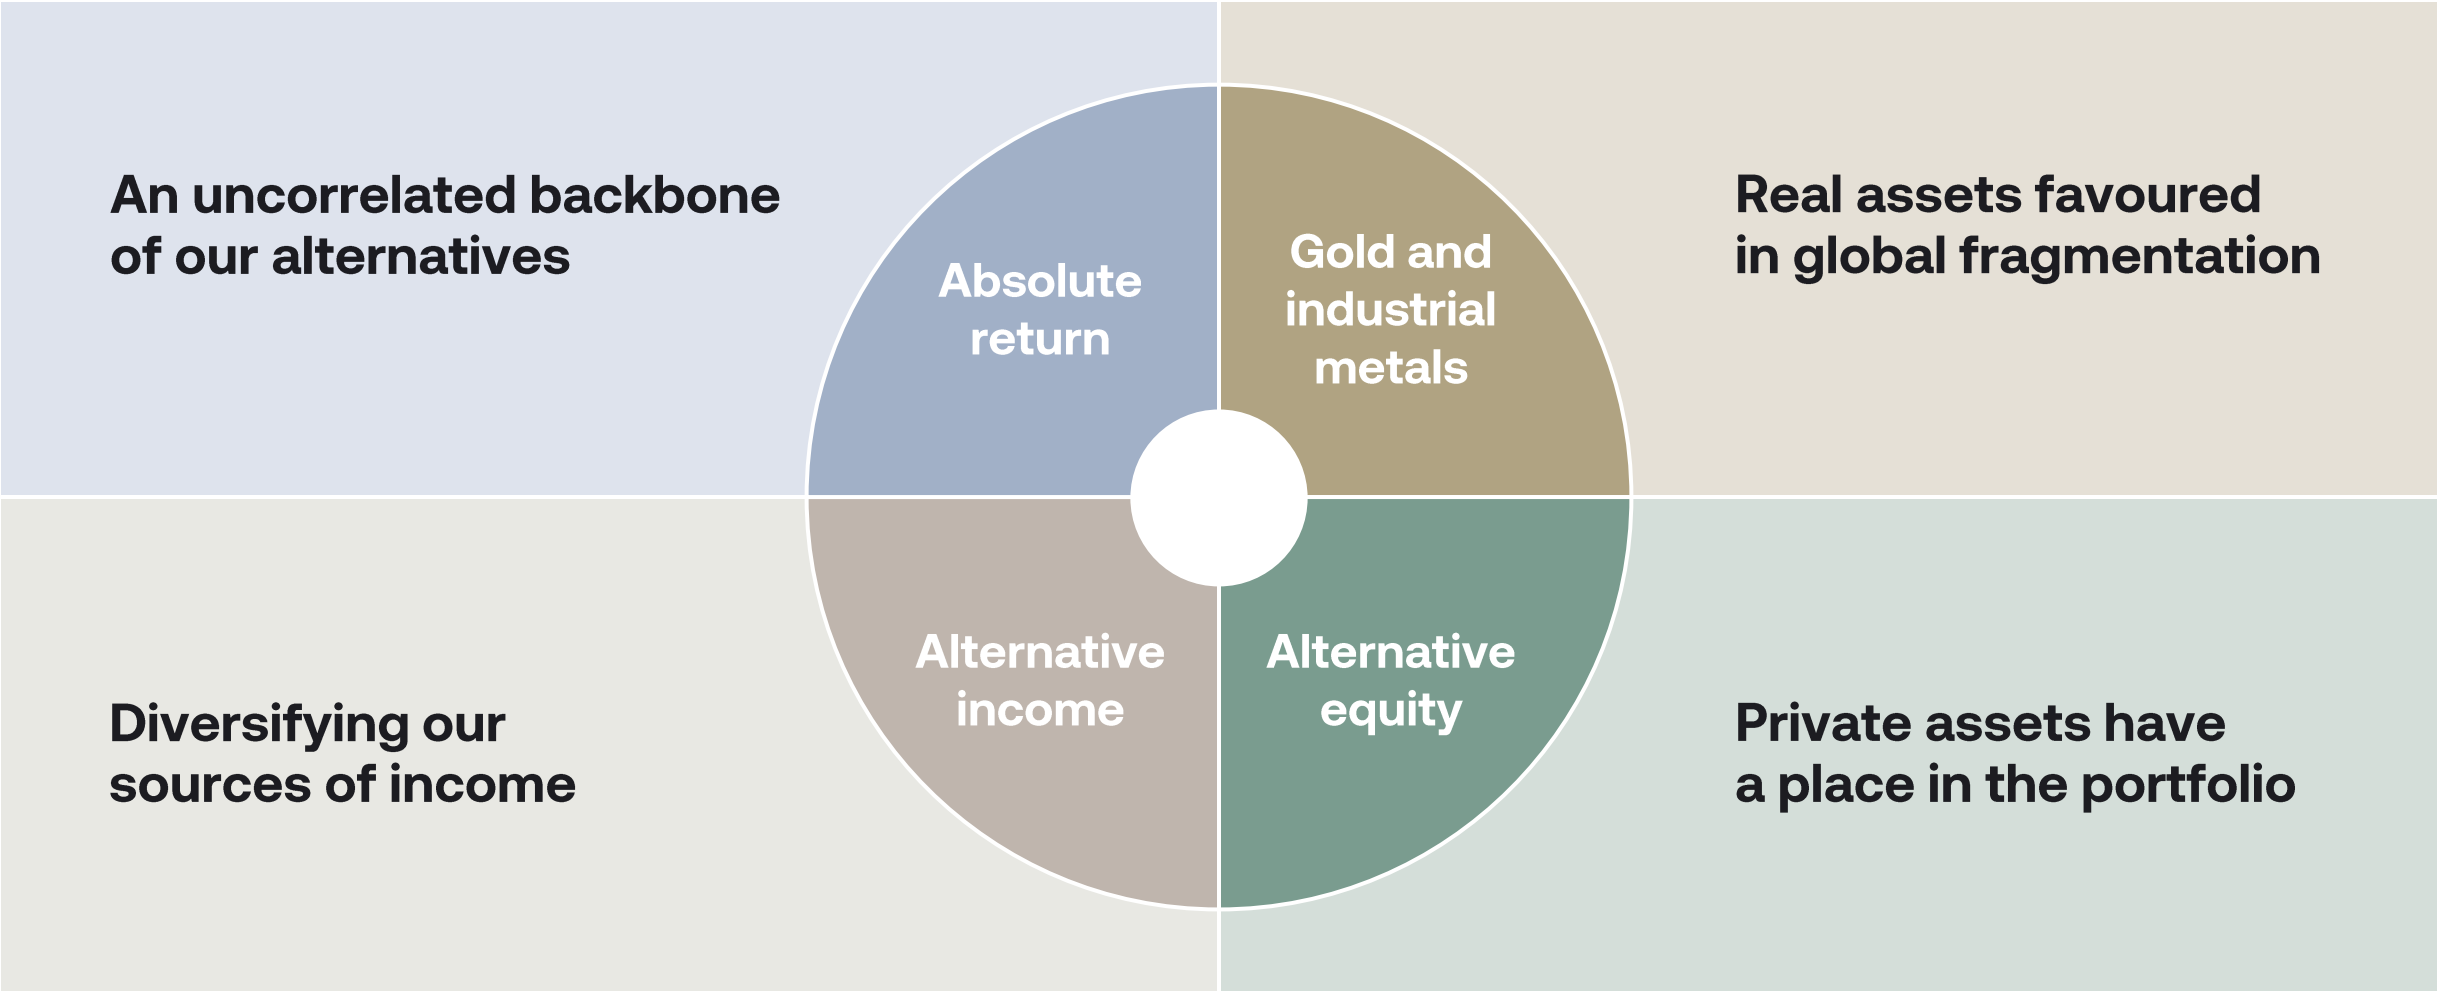 An uncorrelated backbone
of our alternatives
Absolute
return
Gold and
industrial
metals
Real assets favoured
in global fragmentation
Diversifying our
sources of income
Alternative
income
Alternative
equity
Private assets have
a place in the portfolio